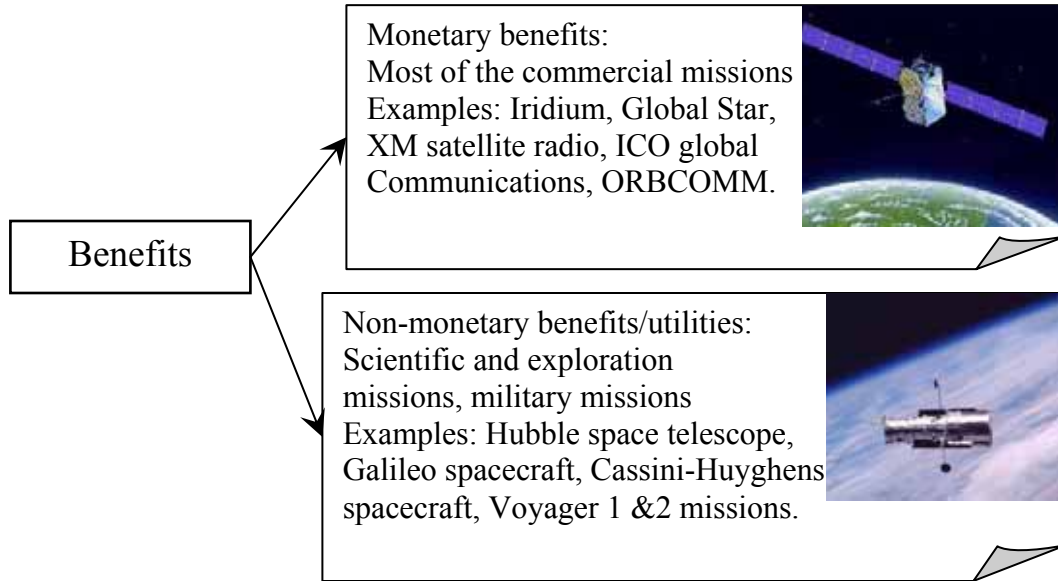 Monetary benefits:
Most of the commercial missions
Examples: Iridium, Global Star,
XM satellite radio, ICO global
Communications, ORBCOMM.
Benefits
Non-monetary benefits/utilities:
Scientific and exploration
missions, military missions
Examples: Hubble space telescope,
Galileo spacecraft, Cassini-Huyghens
spacecraft, Voyager 1 &2 missions.